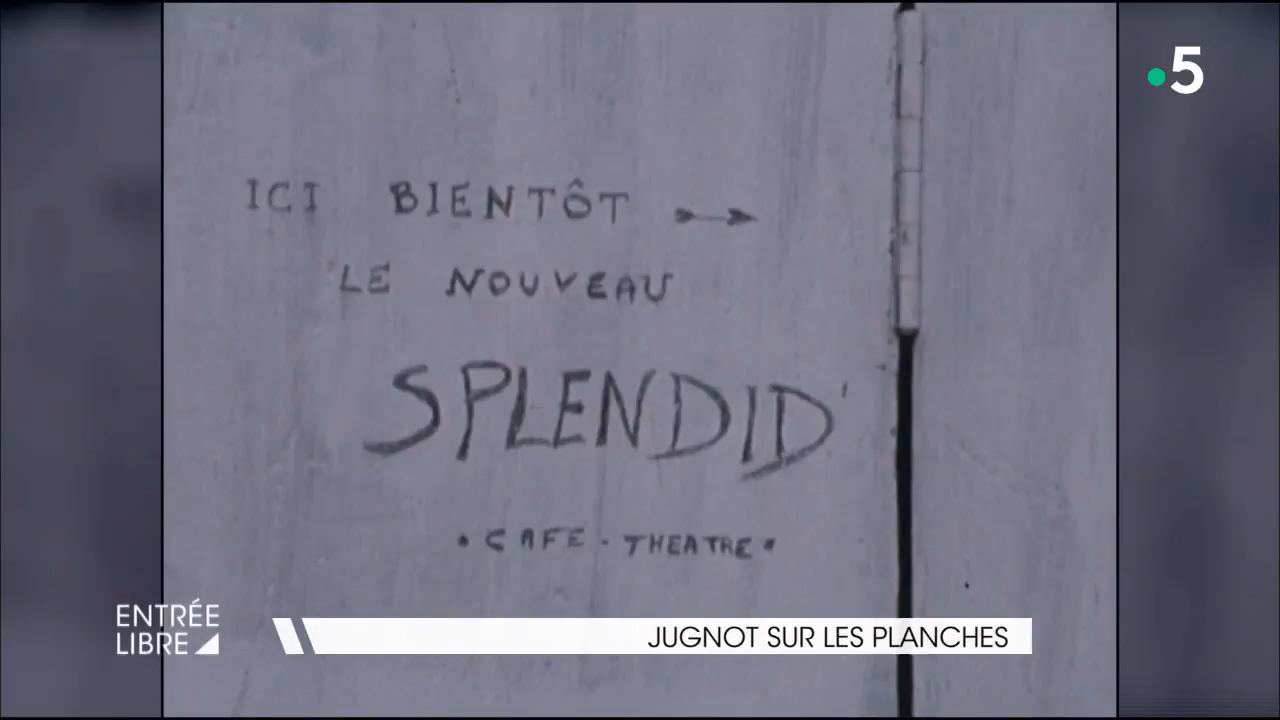 5
ICI BIENTÔT
LE NOUVEAU
SPLENDID'
• CAFE - THEATRE •
ENTRÉE
LIBRE
JUGNOT SUR LES PLANCHES